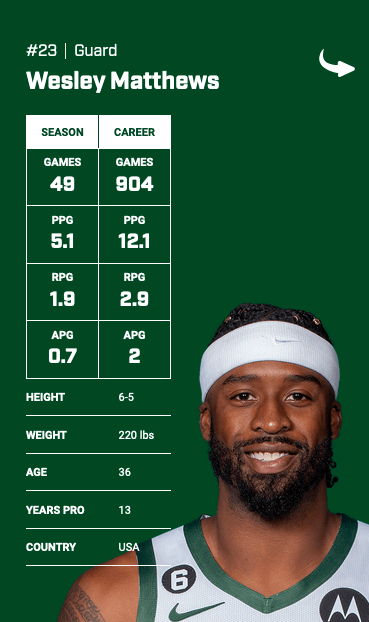 #23 | Guard
Wesley Matthews
SEASON CAREER
GAMES GAMES
49 904
PPG PPG
5.1 12.1
RPG RPG
1.9 2.9
APG APG
0.7 2
HEIGHT 6-5
WEIGHT 220 lbs
AGE 36
YEARS PRO 13
COUNTRY USA
6